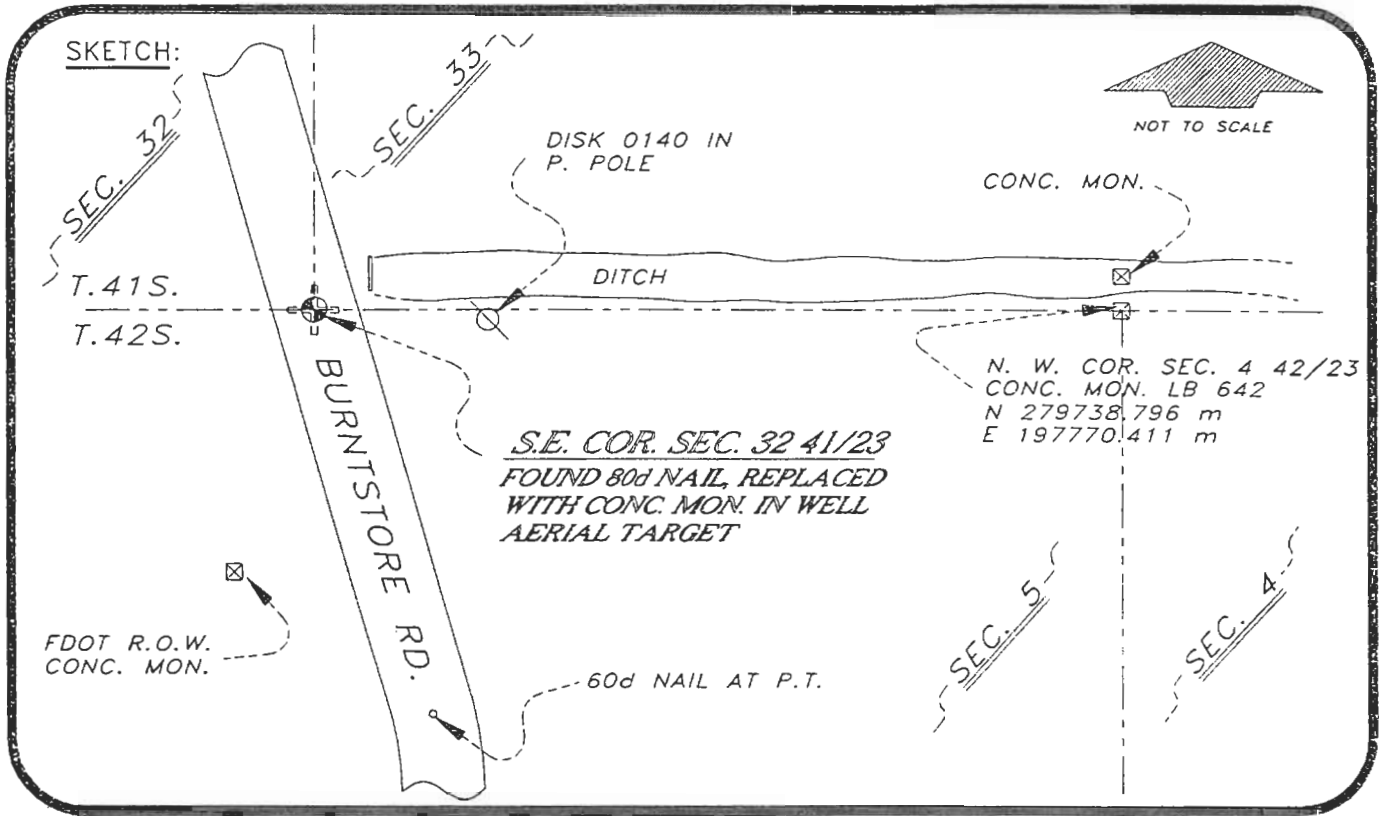 SKETCH:
SEC. 32
SEC. 33
NOT TO SCALE
DISK 0140 IN
P. POLE
CONC. MON.
T.41S.
T.42S.
DITCH
N. W. COR. SEC. 4 42/23
CONC. MON. LB 642
N 279738.796 m
E 197770.411 m
BURNTSTORE RD.
S.E. COR. SEC. 32 41/23
FOUND 80d NAIL, REPLACED
WITH CONC. MON. IN WELL
AERIAL TARGET
SEC. 5
SEC. 4
FDOT R.O.W.
CONC. MON.
60d NAIL AT P.T.